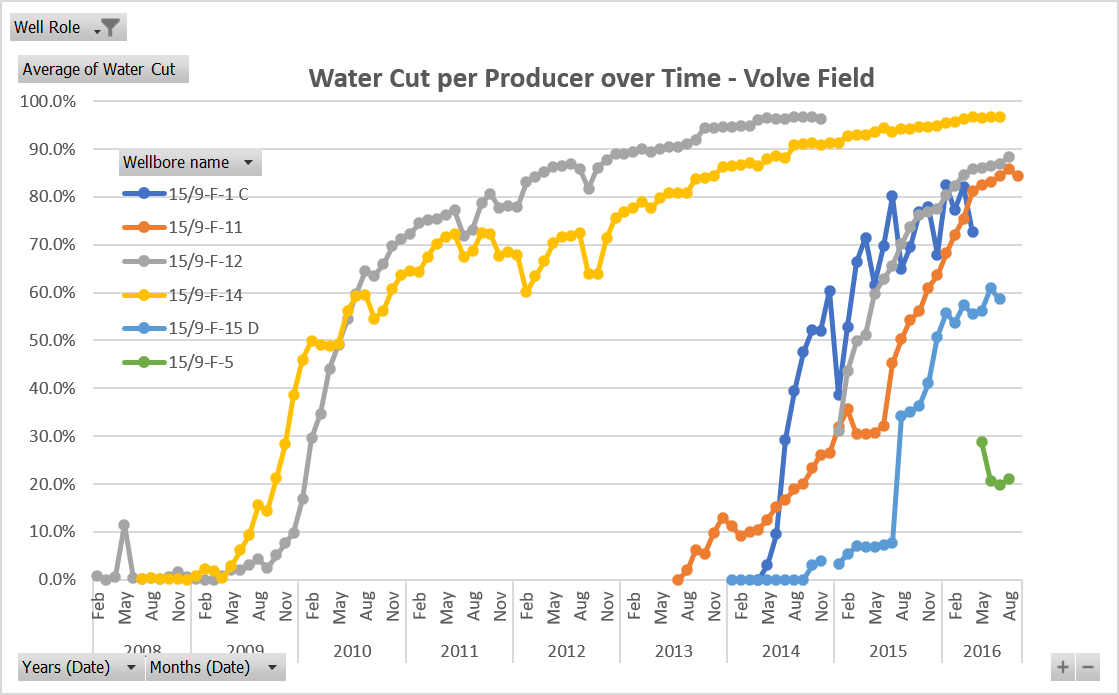 Well Role
Average of Water Cut
Water Cut per Producer over Time - Volve Field
100.0%
90.0%
80.0%
70.0%
60.0%
50.0%
40.0%
30.0%
20.0%
10.0%
0.0%
Wellbore name
15/9-F-1 C
15/9-F-11
15/9-F-12
15/9-F-14
15/9-F-15 D
15/9-F-5
Feb May Aug Nov Feb May Aug Nov Feb May Aug Nov Feb May Aug Nov Feb May Aug Nov Feb May Aug Nov Feb May Aug Nov Feb May Aug Nov Feb May Aug
2008 2009 2010 2011 2012 2013 2014 2015 2016
Years (Date) Months (Date)
+ −